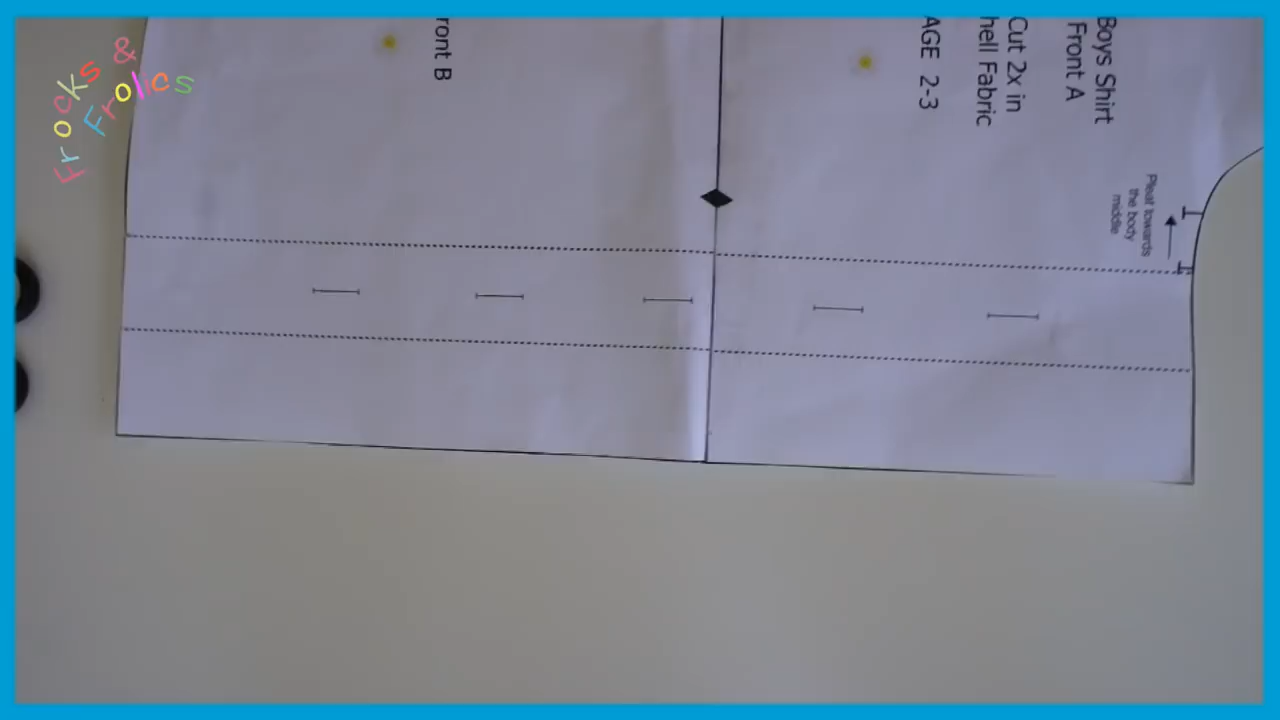 Frocks
&
Frolics
Boys Shirt
Front A
Cut 2x in
hell Fabric
AGE 2-3
Pleat towards
the body
middle
ront B